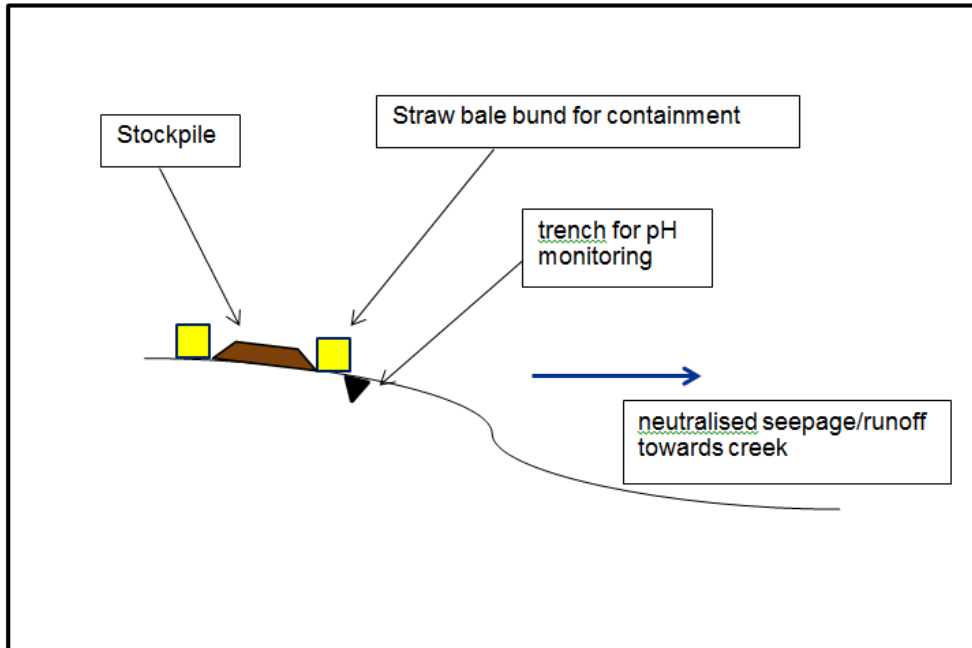 Stockpile
Straw bale bund for containment
trench for pH
monitoring
neutralised seepage/runoff
towards creek